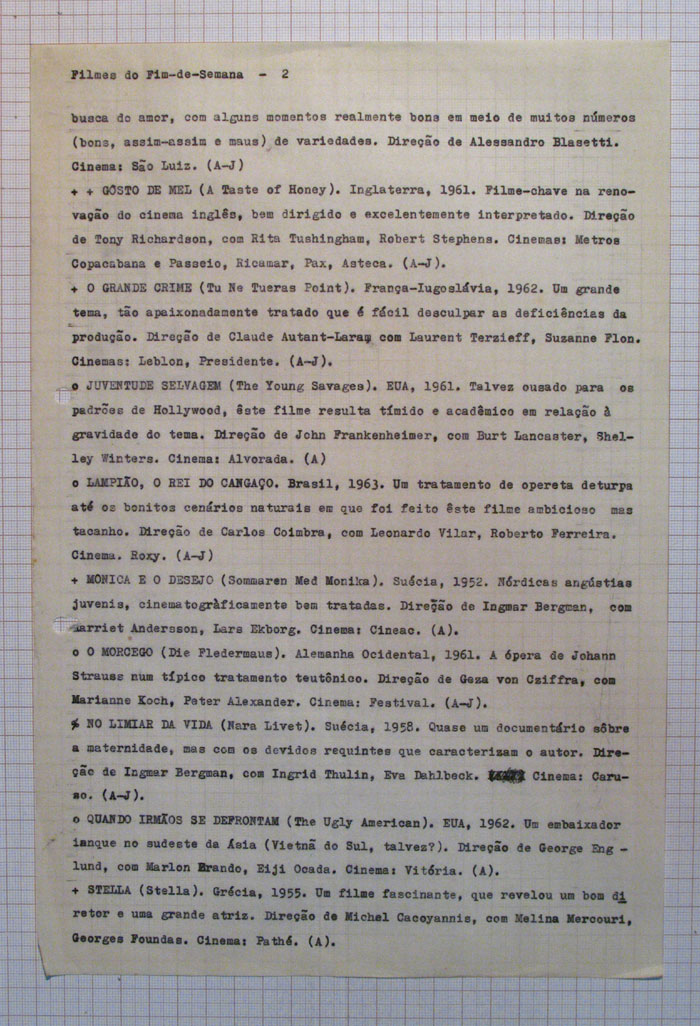 Filmes do Fim-de-Semana - 2
busca do amor, com alguns momentos realmente bons em meio de muitos números
(bons, assim-assim e maus) de variedades. Direção de Alessandro Blasetti.
Cinema: São Luiz. (A-J)
+ + GÔSTO DE MEL (A Taste of Honey). Inglaterra, 1961. Filme-chave na reno-
vação do cinema inglês, bem dirigido e excelentemente interpretado. Direção
de Tony Richardson, com Rita Tushingham, Robert Stephens. Cinemas: Metros
Copacabana e Passeio, Ricamar, Pax, Asteca. (A-J).
+ O GRANDE CRIME (Tu Ne Tueras Point). França-Iugoslávia, 1962. Um grande
tema, tão apaixonadamente tratado que é fácil desculpar as deficiências da
produção. Direção de Claude Autant-Lara, com Laurent Terzieff, Suzanne Flon.
Cinemas: Leblon, Presidente. (A-J).
o JUVENTUDE SELVAGEM (The Young Savages). EUA, 1961. Talvez ousado para os
padrões de Hollywood, êste filme resulta tímido e acadêmico em relação à
gravidade do tema. Direção de John Frankenheimer, com Burt Lancaster, Shel-
ley Winters. Cinema: Alvorada. (A)
o LAMPIÃO, O REI DO CANGAÇO. Brasil, 1963. Um tratamento de opereta deturpa
até os bonitos cenários naturais em que foi feito êste filme ambicioso mas
tacanho. Direção de Carlos Coimbra, com Leonardo Vilar, Roberto Ferreira.
Cinema. Roxy. (A-J)
+ MONICA E O DESEJO (Sommaren Med Monika). Suécia, 1952. Nórdicas angústias
juvenis, cinematogràficamente bem tratadas. Direção de Ingmar Bergman, com
Harriet Andersson, Lars Ekborg. Cinema: Cineac. (A).
o O MORCEGO (Die Fledermaus). Alemanha Ocidental, 1961. A ópera de Johann
Strauss num típico tratamento teutônico. Direção de Geza von Cziffra, com
Marianne Koch, Peter Alexander. Cinema: Festival. (A-J).
NO LIMIAR DA VIDA (Nara Livet). Suécia, 1958. Quase um documentário sôbre
a maternidade, mas com os devidos requintes que caracterizam o autor. Dire-
ção de Ingmar Bergman, com Ingrid Thulin, Eva Dahlbeck. Cinema: Caru-
so. (A-J).
o QUANDO IRMÃOS SE DEFRONTAM (The Ugly American). EUA, 1962. Um embaixador
ianque no sudeste da Ásia (Vietnã do Sul, talvez?). Direção de George Eng -
lund, com Marlon Brando, Eiji Ocada. Cinema: Vitória. (A).
+ STELLA (Stella). Grécia, 1955. Um filme fascinante, que revelou um bom di
retor e uma grande atriz. Direção de Michel Cacoyannis, com Melina Mercouri,
Georges Foundas. Cinema: Pathé. (A).